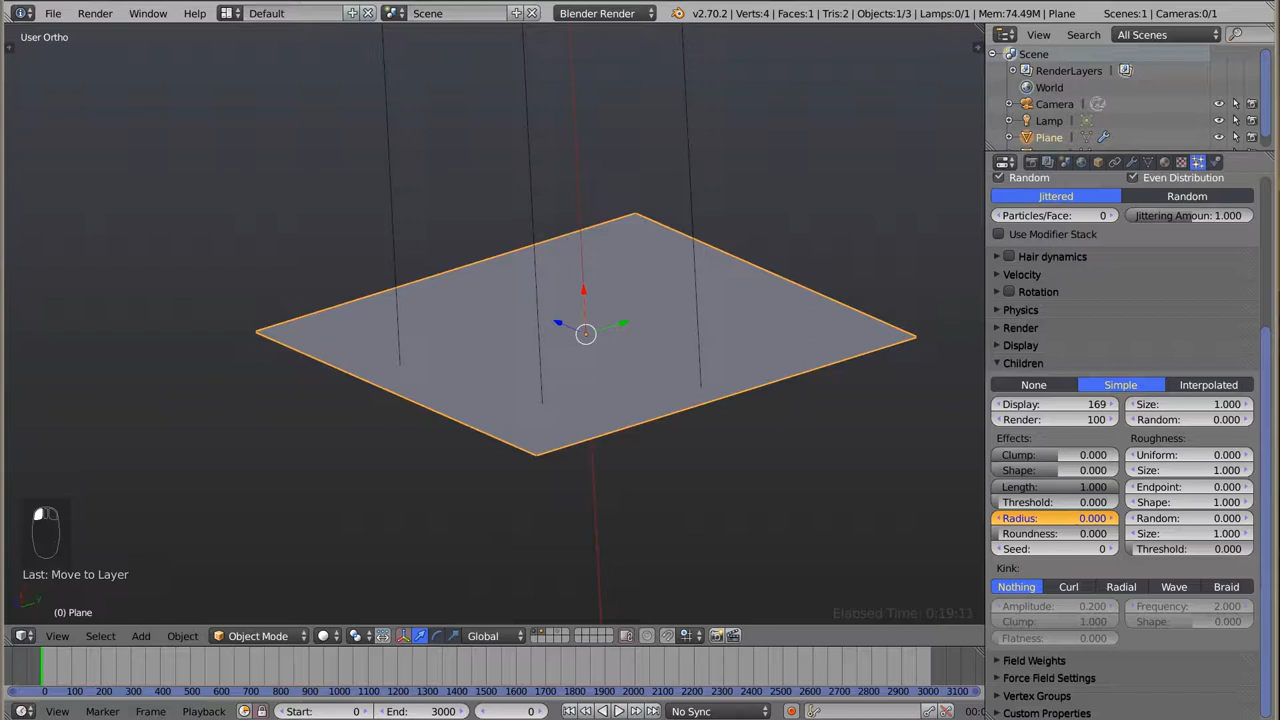 File Render Window Help Default Scene Blender Render v2.70.2 | Verts:4 | Faces:1 | Tris:2 | Objects:1/3 | Lamps:0/1 | Mem:74.49M | Plane Scenes:1 | Cameras:0/1
User Ortho
View Search All Scenes
Scene
RenderLayers
World
Camera
Lamp
Plane
Random Even Distribution
Jittered Random
Particles/Face: 0 Jittering Amoun: 1.000
Use Modifier Stack
Hair dynamics
Velocity
Rotation
Physics
Render
Display
Children
None Simple Interpolated
Display: 169 Size: 1.000
Render: 100 Random: 0.000
Effects: Roughness:
Clump: 0.000 Uniform: 0.000
Shape: 0.000 Size: 1.000
Length: 1.000 Endpoint: 0.000
Threshold: 0.000 Shape: 1.000
Radius: 0.000 Random: 0.000
Roundness: 0.000 Size: 1.000
Seed: 0 Threshold: 0.000
Kink:
Nothing Curl Radial Wave Braid
Amplitude: 0.200 Frequency: 2.000
Clump: 1.000 Shape: 0.000
Flatness: 0.000
Field Weights
Force Field Settings
Vertex Groups
Custom Properties
Last: Move to Layer
(0) Plane
Elapsed Time: 0:19:11
View Select Add Object Object Mode Global
0 100 200 300 400 500 600 700 800 900 1000 1100 1200 1300 1400 1500 1600 1700 1800 1900 2000 2100 2200 2300 2400 2500 2600 2700 2800 2900 3000 3100
View Marker Frame Playback Start: 0 End: 3000 0 No Sync